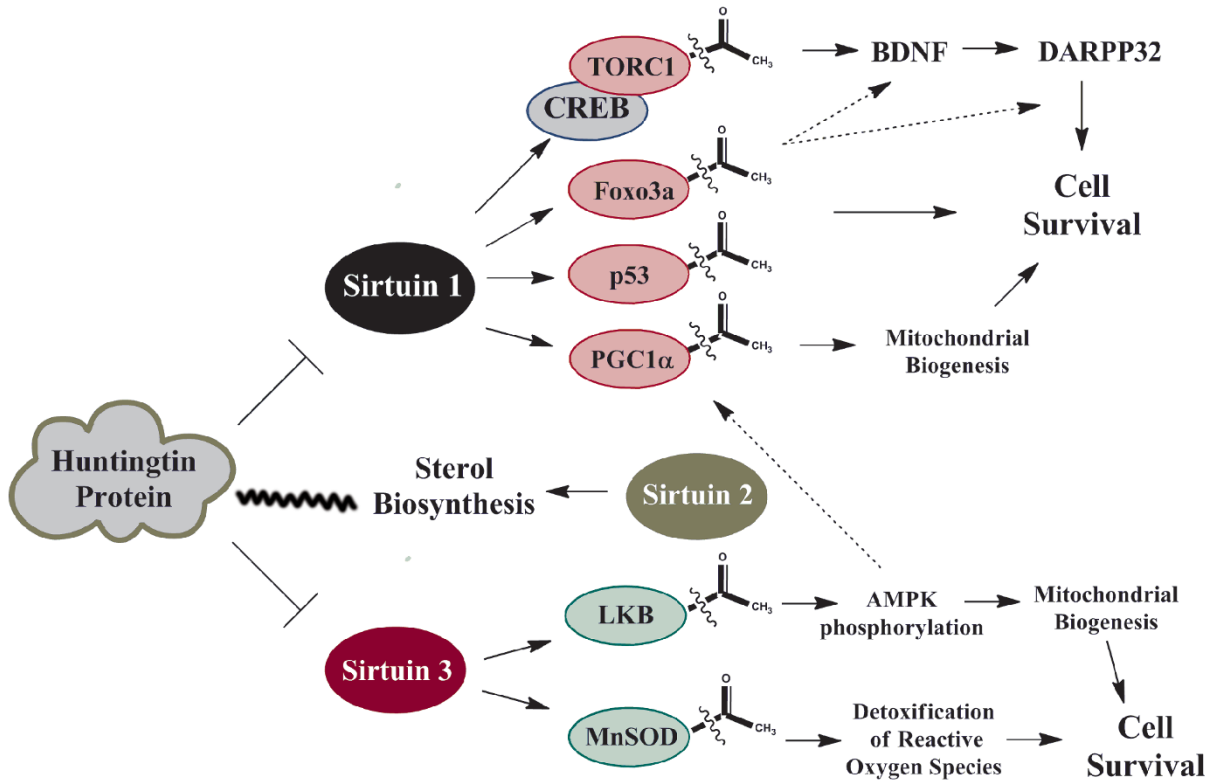 O
CH₃
TORC1
BDNF
DARPP32
CREB
O
CH₃
Foxo3a
Cell
Survival
O
CH₃
p53
Sirtuin 1
O
CH₃
PGC1α
Mitochondrial
Biogenesis
Huntingtin
Protein
Sterol
Biosynthesis
Sirtuin 2
O
CH₃
LKB
AMPK
phosphorylation
Mitochondrial
Biogenesis
Sirtuin 3
O
CH₃
MnSOD
Detoxification
of Reactive
Oxygen Species
Cell
Survival